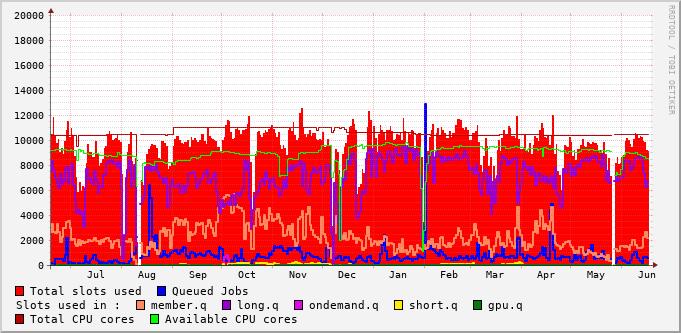 20000
18000
16000
14000
12000
10000
8000
6000
4000
2000
0
Jul Aug Sep Oct Nov Dec Jan Feb Mar Apr May Jun
Total slots used Queued Jobs
Slots used in : member.q long.q ondemand.q short.q gpu.q
Total CPU cores Available CPU cores
RRDTOOL / TOBI OETIKER